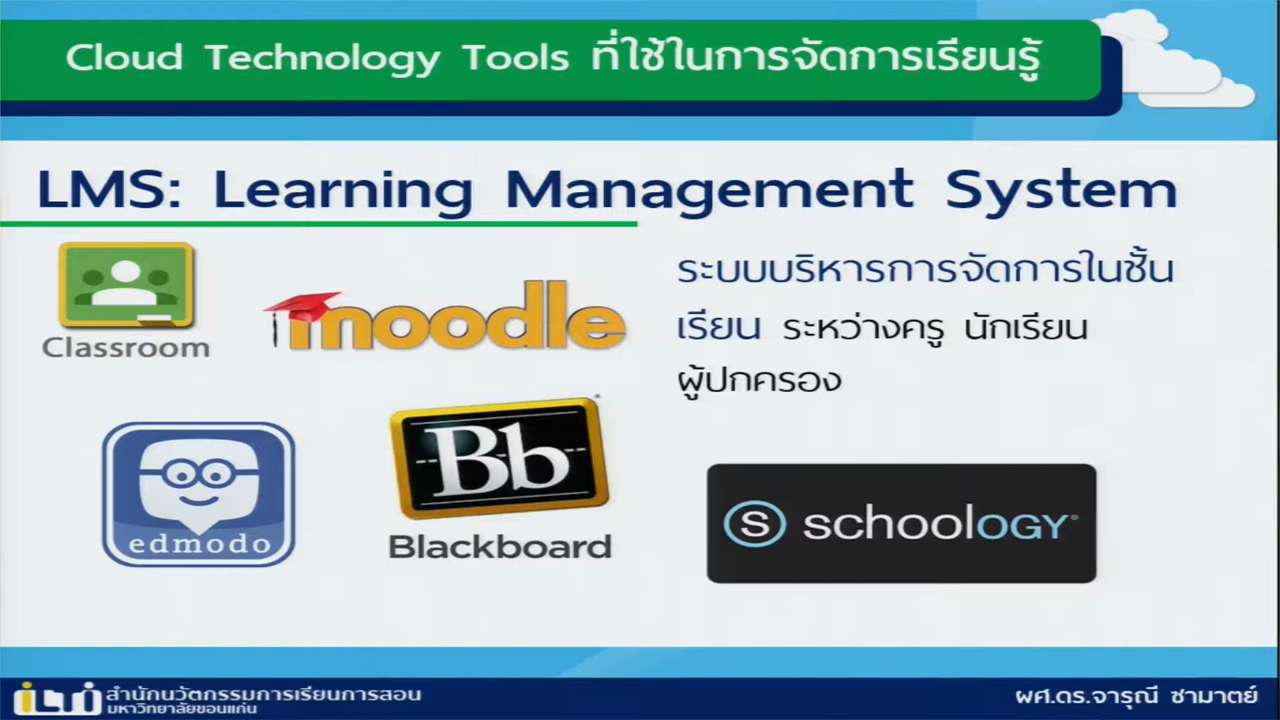 Cloud Technology Tools ที่ใช้ในการจัดการเรียนรู้
LMS: Learning Management System
Classroom
moodle
ระบบบริหารการจัดการในชั้น
เรียน ระหว่างครู นักเรียน
ผู้ปกครอง
edmodo
Bb
Blackboard
S schoology®
สำนักนวัตกรรมการเรียนการสอน
มหาวิทยาลัยขอนแก่น
ผศ.ดร.จารุณี ซามาตย์